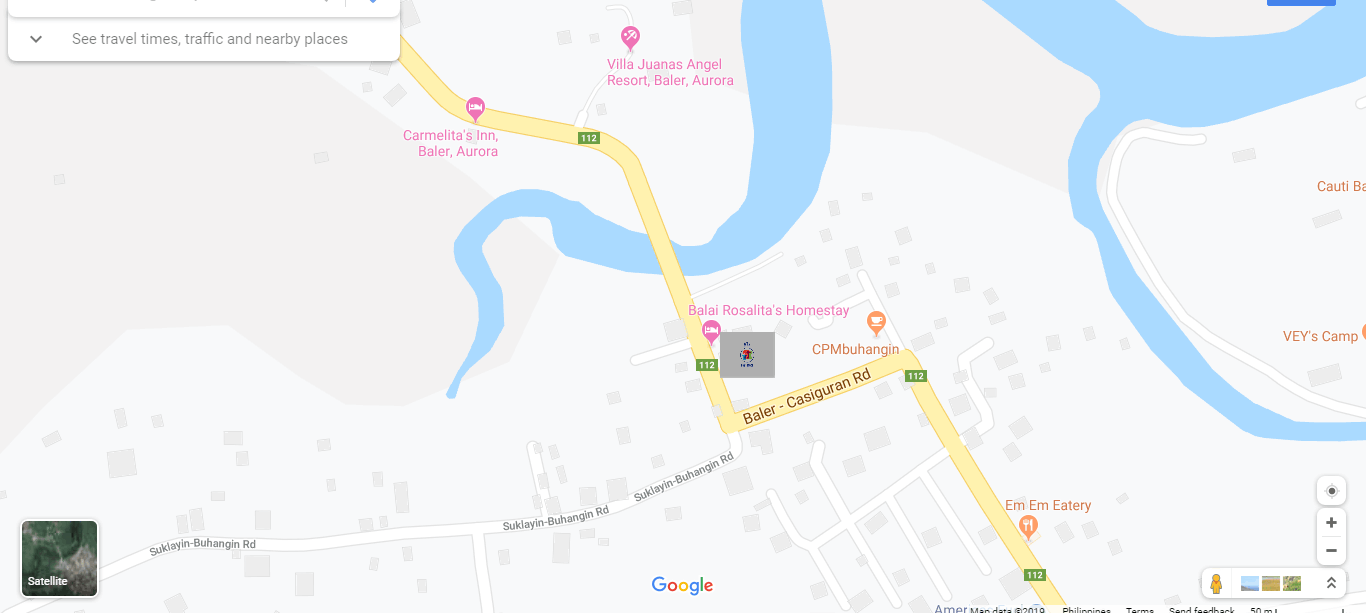 See travel times, traffic and nearby places
Villa Juanas Angel
Resort, Baler, Aurora
Carmelita's Inn,
Baler, Aurora
112
Cauti Ba
Balai Rosalita's Homestay
VEY'S Camp
CPMbuhangin
112
112
Baler - Casiguran Rd
Suklayin-Buhangin Rd
Suklayin-Buhangin Rd
Suklayin-Buhangin Rd
Em Em Eatery
112
Satellite
Google
Amer
Map data ©2019
Philippines
Terms
Send feedback
50 m